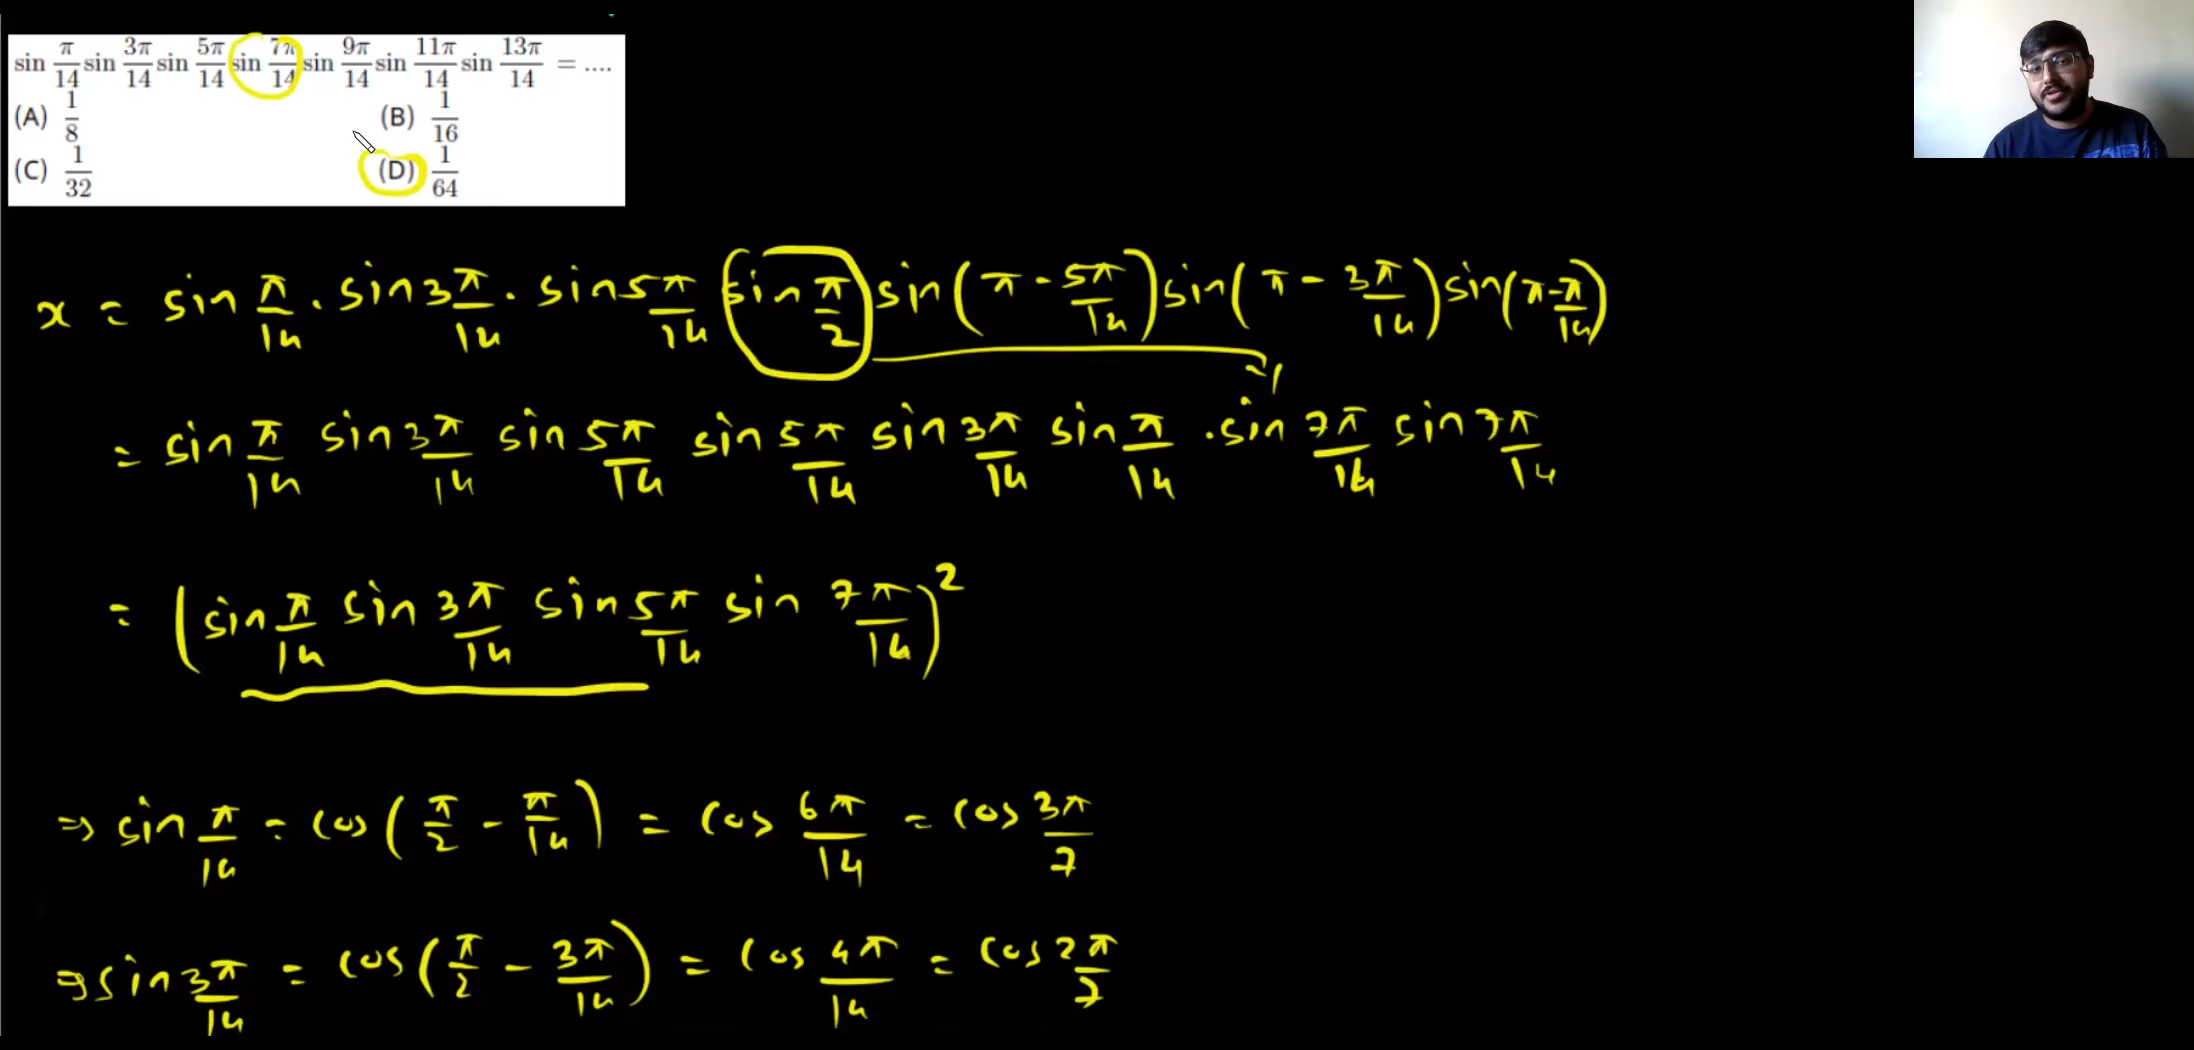 sin π/14 sin 3π/14 sin 5π/14 sin 7π/14 sin 9π/14 sin 11π/14 sin 13π/14 = ....
(A) 1/8 (B) 1/16
(C) 1/32 (D) 1/64
x = sin π/14 . sin 3π/14 . sin 5π/14 sin π/2 sin(π - 5π/14) sin(π - 3π/14) sin(π - π/14)
=1
= sin π/14 sin 3π/14 sin 5π/14 sin 5π/14 sin 3π/14 sin π/14 . sin 7π/14 sin 7π/14
= (sin π/14 sin 3π/14 sin 5π/14 sin 7π/14)²
⇒ sin π/14 = cos(π/2 - π/14) = cos 6π/14 = cos 3π/7
⇒ sin 3π/14 = cos(π/2 - 3π/14) = cos 4π/14 = cos 2π/7